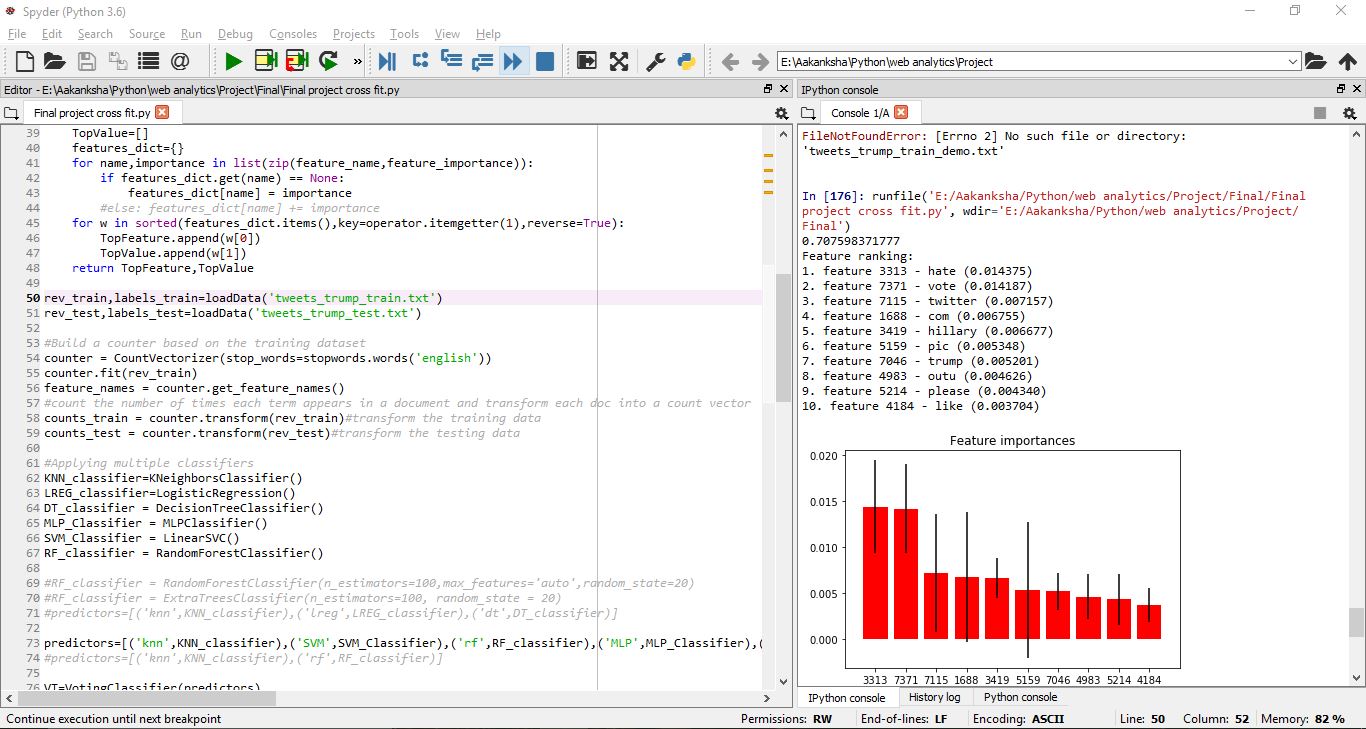 Spyder (Python 3.6)
File Edit Search Source Run Debug Consoles Projects Tools View Help
E:\Aakanksha\Python\web analytics\Project
Editor - E:\Aakanksha\Python\web analytics\Project\Final\Final project cross fit.py
Final project cross fit.py
39 TopValue=[]
40 features_dict={}
41 for name,importance in list(zip(feature_name,feature_importance)):
42 if features_dict.get(name) == None:
43 features_dict[name] = importance
44 #else: features_dict[name] += importance
45 for w in sorted(features_dict.items(),key=operator.itemgetter(1),reverse=True):
46 TopFeature.append(w[0])
47 TopValue.append(w[1])
48 return TopFeature,TopValue
49
50 rev_train,labels_train=loadData('tweets_trump_train.txt')
51 rev_test,labels_test=loadData('tweets_trump_test.txt')
52
53 #Build a counter based on the training dataset
54 counter = CountVectorizer(stop_words=stopwords.words('english'))
55 counter.fit(rev_train)
56 feature_names = counter.get_feature_names()
57 #count the number of times each term appears in a document and transform each doc into a count vector
58 counts_train = counter.transform(rev_train)#transform the training data
59 counts_test = counter.transform(rev_test)#transform the testing data
60
61 #Applying multiple classifiers
62 KNN_classifier=KNeighborsClassifier()
63 LREG_classifier=LogisticRegression()
64 DT_classifier = DecisionTreeClassifier()
65 MLP_Classifier = MLPClassifier()
66 SVM_Classifier = LinearSVC()
67 RF_classifier = RandomForestClassifier()
68
69 #RF_classifier = RandomForestClassifier(n_estimators=100,max_features='auto',random_state=20)
70 #RF_classifier = ExtraTreesClassifier(n_estimators=100, random_state = 20)
71 #predictors=[('knn',KNN_classifier),('lreg',LREG_classifier),('dt',DT_classifier)]
72
73 predictors=[('knn',KNN_classifier),('SVM',SVM_Classifier),('rf',RF_classifier),('MLP',MLP_Classifier),(
74 #predictors=[('knn',KNN_classifier),('rf',RF_classifier)]
75
76 VT=VotingClassifier(predictors)
IPython console
Console 1/A
FileNotFoundError: [Errno 2] No such file or directory:
'tweets_trump_train_demo.txt'
In [176]: runfile('E:/Aakanksha/Python/web analytics/Project/Final/Final
project cross fit.py', wdir='E:/Aakanksha/Python/web analytics/Project/
Final')
0.707598371777
Feature ranking:
1. feature 3313 - hate (0.014375)
2. feature 7371 - vote (0.014187)
3. feature 7115 - twitter (0.007157)
4. feature 1688 - com (0.006755)
5. feature 3419 - hillary (0.006677)
6. feature 5159 - pic (0.005348)
7. feature 7046 - trump (0.005201)
8. feature 4983 - outu (0.004626)
9. feature 5214 - please (0.004340)
10. feature 4184 - like (0.003704)
Feature importances
0.020
0.015
0.010
0.005
0.000
3313 7371 7115 1688 3419 5159 7046 4983 5214 4184
IPython console History log Python console
Continue execution until next breakpoint Permissions: RW End-of-lines: LF Encoding: ASCII Line: 50 Column: 52 Memory: 82 %